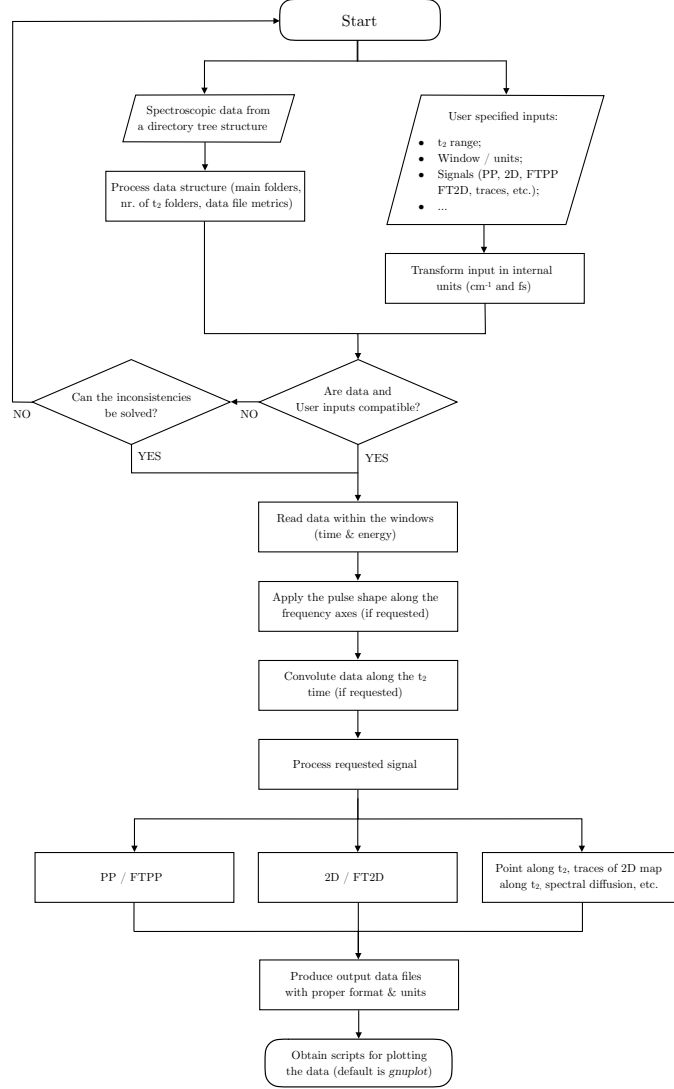 Start
Spectroscopic data from
a directory tree structure
User specified inputs:
● t₂ range;
● Window / units;
● Signals (PP, 2D, FTPP
FT2D, traces, etc.);
● ...
Process data structure (main folders,
nr. of t₂ folders, data file metrics)
Transform input in internal
units (cm⁻¹ and fs)
Can the inconsistencies
be solved?
Are data and
User inputs compatible?
NO
NO
YES
YES
Read data within the windows
(time & energy)
Apply the pulse shape along the
frequency axes (if requested)
Convolute data along the t₂
time (if requested)
Process requested signal
PP / FTPP
2D / FT2D
Point along t₂, traces of 2D map
along t₂, spectral diffusion, etc.
Produce output data files
with proper format & units
Obtain scripts for plotting
the data (default is gnuplot)